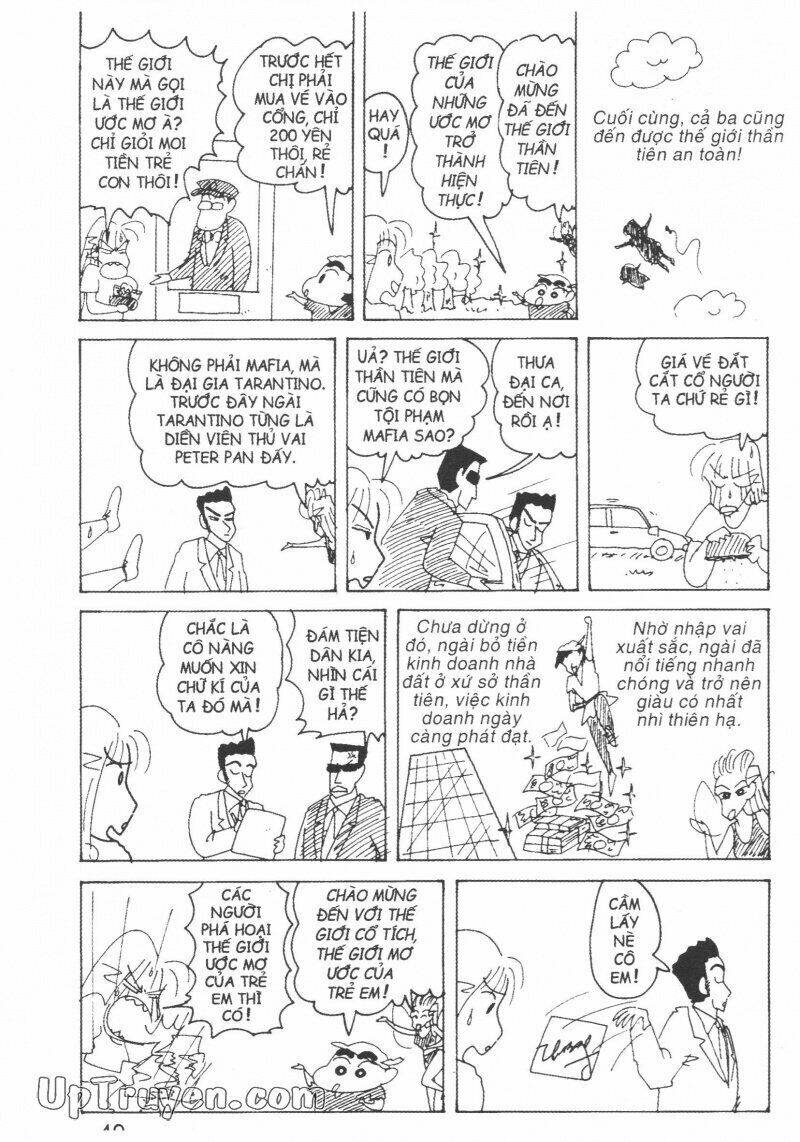 Cuối cùng, cả ba cũng
đến được thế giới thần
tiên an toàn!
CHÀO
MỪNG
ĐÃ ĐẾN
THẾ GIỚI
THẦN
TIÊN!
THẾ
GIỚI
CỦA
NHỮNG
ƯỚC MƠ
TRỞ
THÀNH
HIỆN
THỰC!
HAY
QUÁ
!
TRƯỚC HẾT
CHỊ PHẢI
MUA VÉ VÀO
CỔNG, CHỈ
200 YÊN
THÔI, RẺ
CHÁN!
THẾ GIỚI
NÀY MÀ GỌI
LÀ THẾ GIỚI
ƯỚC MƠ À?
CHỈ GIỎI MOI
TIỀN TRẺ
CON THÔI!
GIÁ VÉ ĐẮT
CẮT CỔ NGƯỜI
TA CHỨ RẺ GÌ!
THƯA
ĐẠI CA,
ĐẾN NƠI
RỒI Ạ!
UẢ? THẾ GIỚI
THẦN TIÊN MÀ
CŨNG CÓ BỌN
TỘI PHẠM
MAFIA SAO?
KHÔNG PHẢI MAFIA, MÀ
LÀ ĐẠI GIA TARANTINO.
TRƯỚC ĐÂY NGÀI
TARANTINO TỪNG LÀ
DIỄN VIÊN THỦ VAI
PETER PAN ĐẤY.
Nhờ nhập vai
xuất sắc, ngài đã
nổi tiếng nhanh
chóng và trở nên
giàu có nhất
nhì thiên hạ.
Chưa dừng ở
đó, ngài bỏ tiền
kinh doanh nhà
đất ở xứ sở thần
tiên, việc kinh
doanh ngày
càng phát đạt.
ĐÁM TIỆN
DÂN KIA,
NHÌN CÁI
GÌ THẾ
HẢ?
CHẮC LÀ
CÔ NÀNG
MUỐN XIN
CHỮ KÍ CỦA
TA ĐÓ MÀ!
CẦM
LẤY NÈ
CÔ
EM!
CHÀO MỪNG
ĐẾN VỚI THẾ
GIỚI CỔ TÍCH,
THẾ GIỚI MƠ
ƯỚC CỦA
TRẺ EM!
CÁC
NGƯƠI
PHÁ HOẠI
THẾ GIỚI
ƯỚC MƠ
CỦA TRẺ
EM THÌ
CÓ!
UpTruyen.com